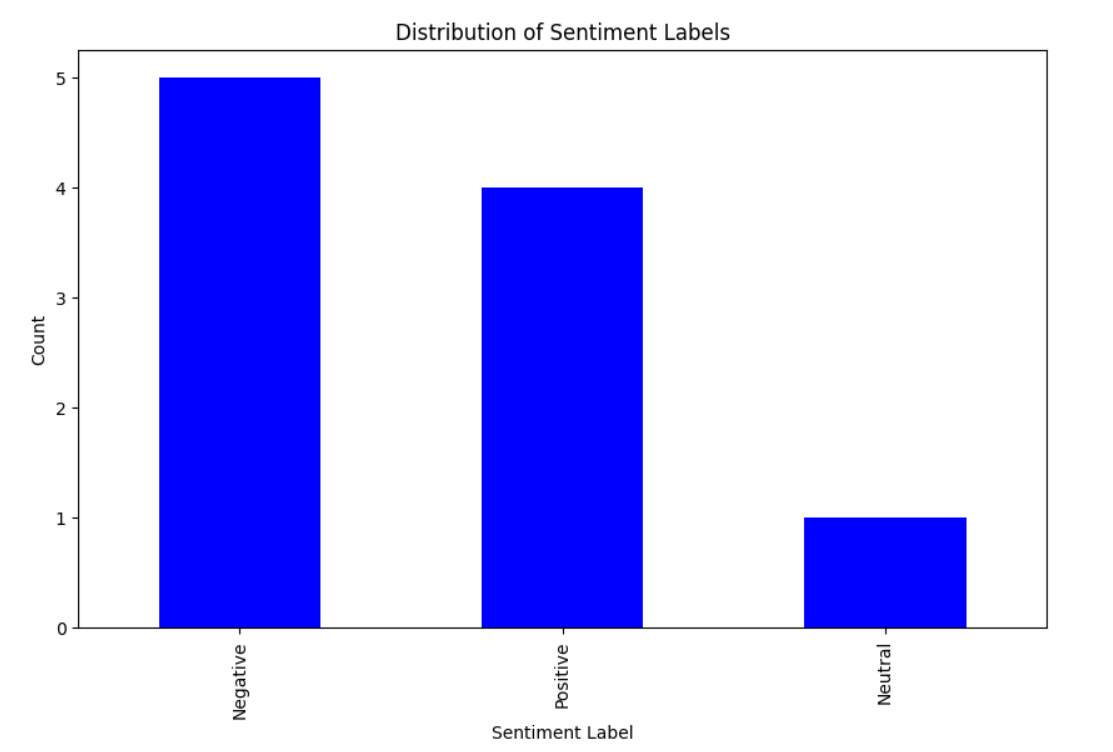 Distribution of Sentiment Labels
5
4
3
2
1
0
Count
Negative
Positive
Neutral
Sentiment Label